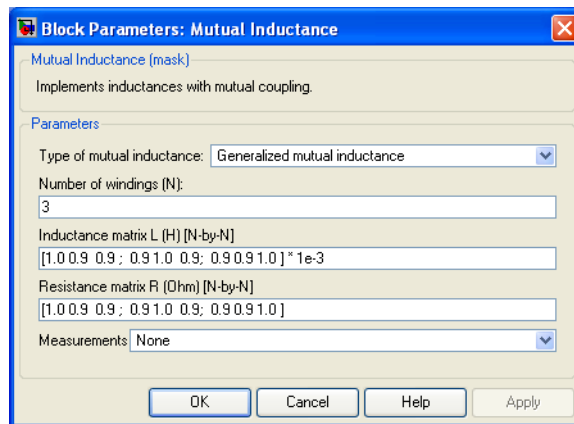 Block Parameters: Mutual Inductance
Mutual Inductance (mask)
Implements inductances with mutual coupling.
Parameters
Type of mutual inductance: Generalized mutual inductance
Number of windings (N):
3
Inductance matrix L (H) [N-by-N]
[1.0 0.9 0.9 ; 0.9 1.0 0.9; 0.9 0.9 1.0 ] * 1e-3
Resistance matrix R (Ohm) [N-by-N]
[1.0 0.9 0.9 ; 0.9 1.0 0.9; 0.9 0.9 1.0 ]
Measurements None
OK Cancel Help Apply